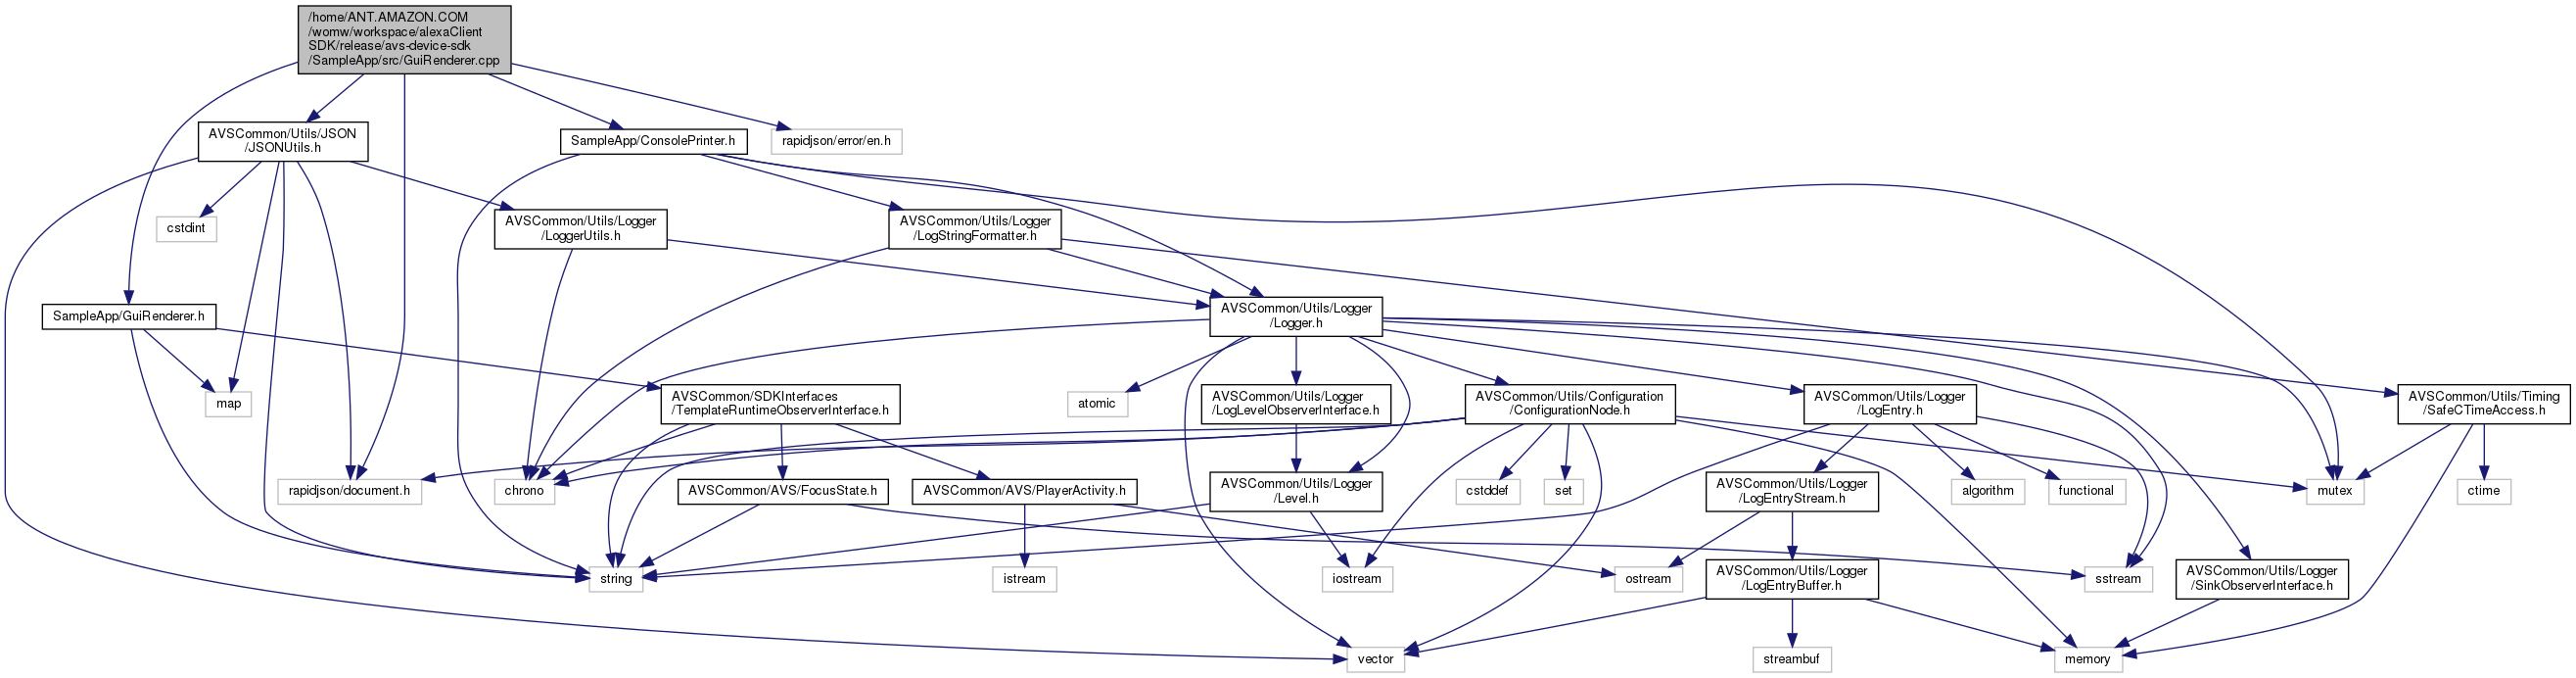 /home/ANT.AMAZON.COM
/womw/workspace/alexaClient
SDK/release/avs-device-sdk
/SampleApp/src/GuiRenderer.cpp
AVSCommon/Utils/JSON
/JSONUtils.h
SampleApp/ConsolePrinter.h
rapidjson/error/en.h
cstdint
AVSCommon/Utils/Logger
/LoggerUtils.h
AVSCommon/Utils/Logger
/LogStringFormatter.h
SampleApp/GuiRenderer.h
AVSCommon/Utils/Logger
/Logger.h
map
AVSCommon/SDKInterfaces
/TemplateRuntimeObserverInterface.h
atomic
AVSCommon/Utils/Logger
/LogLevelObserverInterface.h
AVSCommon/Utils/Configuration
/ConfigurationNode.h
AVSCommon/Utils/Logger
/LogEntry.h
AVSCommon/Utils/Timing
/SafeCTimeAccess.h
rapidjson/document.h
chrono
AVSCommon/AVS/FocusState.h
AVSCommon/AVS/PlayerActivity.h
AVSCommon/Utils/Logger
/Level.h
cstddef
set
AVSCommon/Utils/Logger
/LogEntryStream.h
algorithm
functional
mutex
ctime
string
istream
iostream
ostream
AVSCommon/Utils/Logger
/LogEntryBuffer.h
sstream
AVSCommon/Utils/Logger
/SinkObserverInterface.h
vector
streambuf
memory